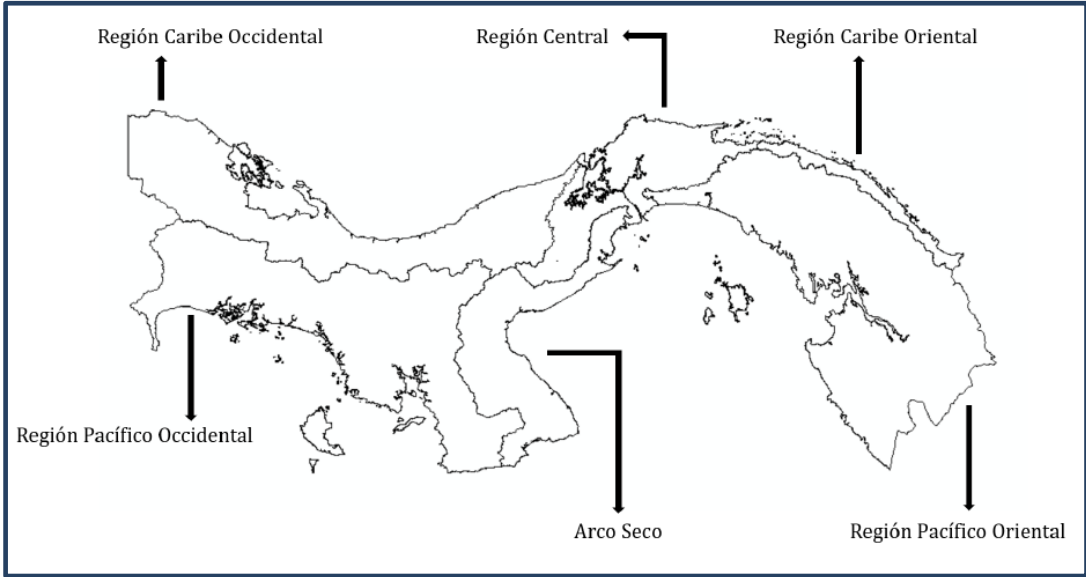 Región Caribe Occidental
Región Central
Región Caribe Oriental
Región Pacífico Occidental
Arco Seco
Región Pacífico Oriental